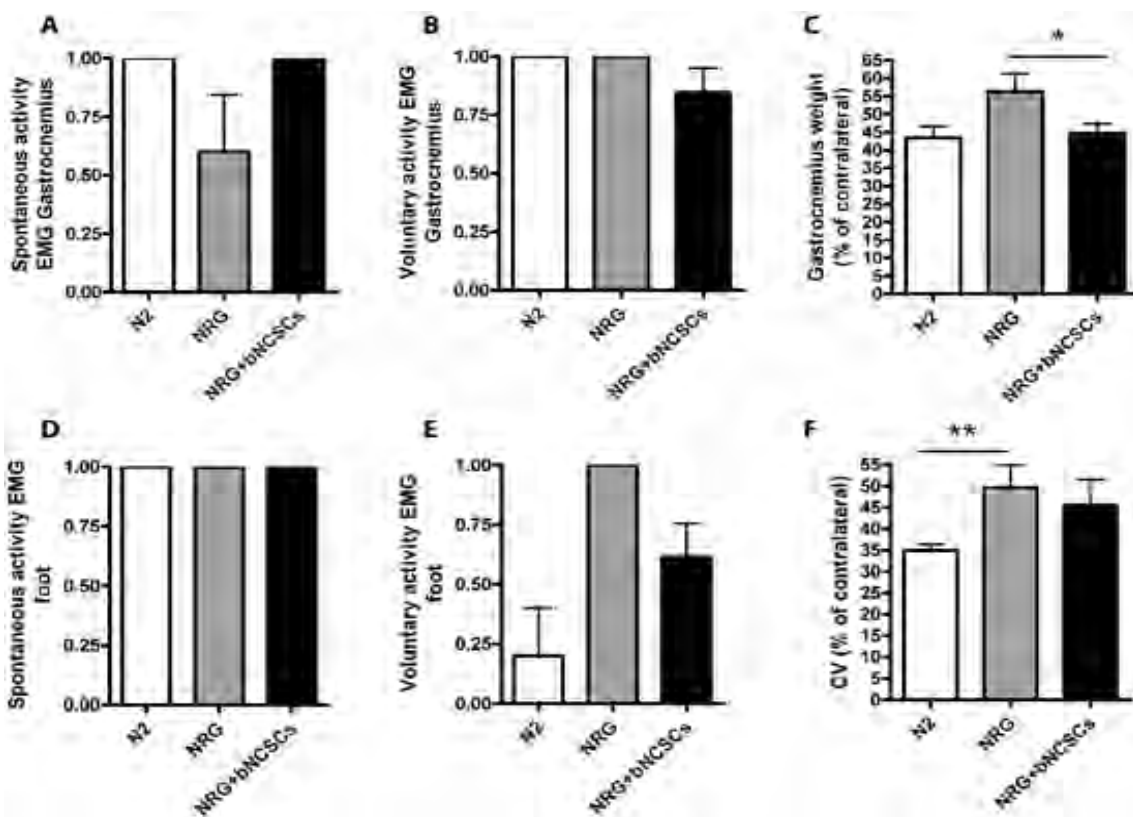 A
Spontaneous activity
EMG Gastrocnemius
1.00
0.75
0.50
0.25
0.00
N2
NRG
NRG+bNCSCs
B
Voluntary activity EMG
Gastrocnemius
1.00
0.75
0.50
0.25
0.00
N2
NRG
NRG+bNCSCs
C
Gastrocnemius weight
(% of contralateral)
65
60
55
50
45
40
35
30
25
20
15
10
5
0
*
N2
NRG
NRG+bNCSCs
D
Spontaneous activity EMG
foot
1.00
0.75
0.50
0.25
0.00
N2
NRG
NRG+bNCSCs
E
Voluntary activity EMG
foot
1.00
0.75
0.50
0.25
0.00
N2
NRG
NRG+bNCSCs
F
CV (% of contralateral)
55
50
45
40
35
30
25
20
15
10
5
0
**
N2
NRG
NRG+bNCSCs